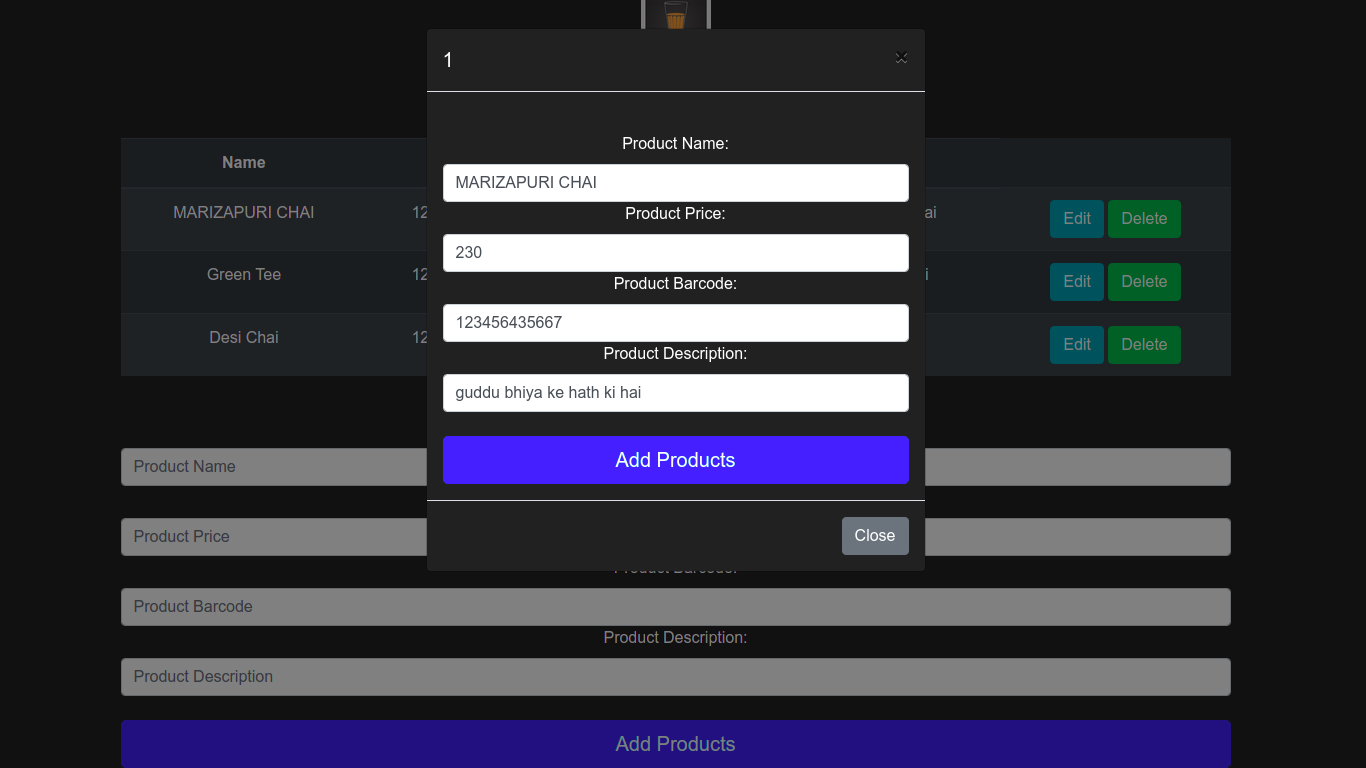 1
×
Product Name:
Name
MARIZAPURI CHAI
MARIZAPURI CHAI
12
Product Price:
Edit
Delete
230
Green Tee
12
Product Barcode:
Edit
Delete
123456435667
Desi Chai
12
Product Description:
Edit
Delete
guddu bhiya ke hath ki hai
Add Products
Product Name
Close
Product Price
Product Barcode:
Product Barcode
Product Description:
Product Description
Add Products